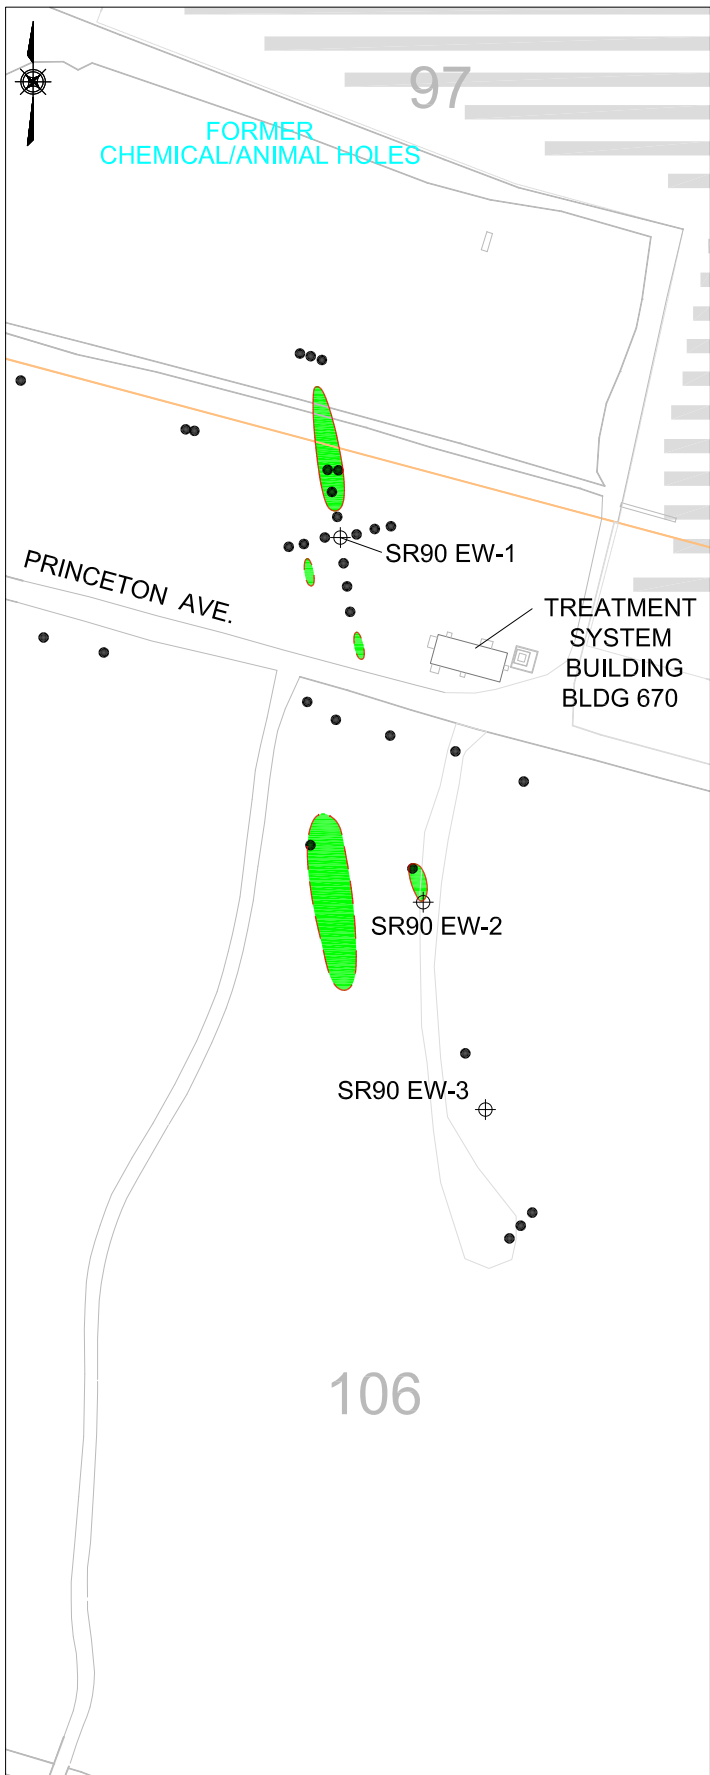 97
FORMER
CHEMICAL/ANIMAL HOLES
SR90 EW-1
PRINCETON AVE.
TREATMENT
SYSTEM
BUILDING
BLDG 670
SR90 EW-2
SR90 EW-3
106